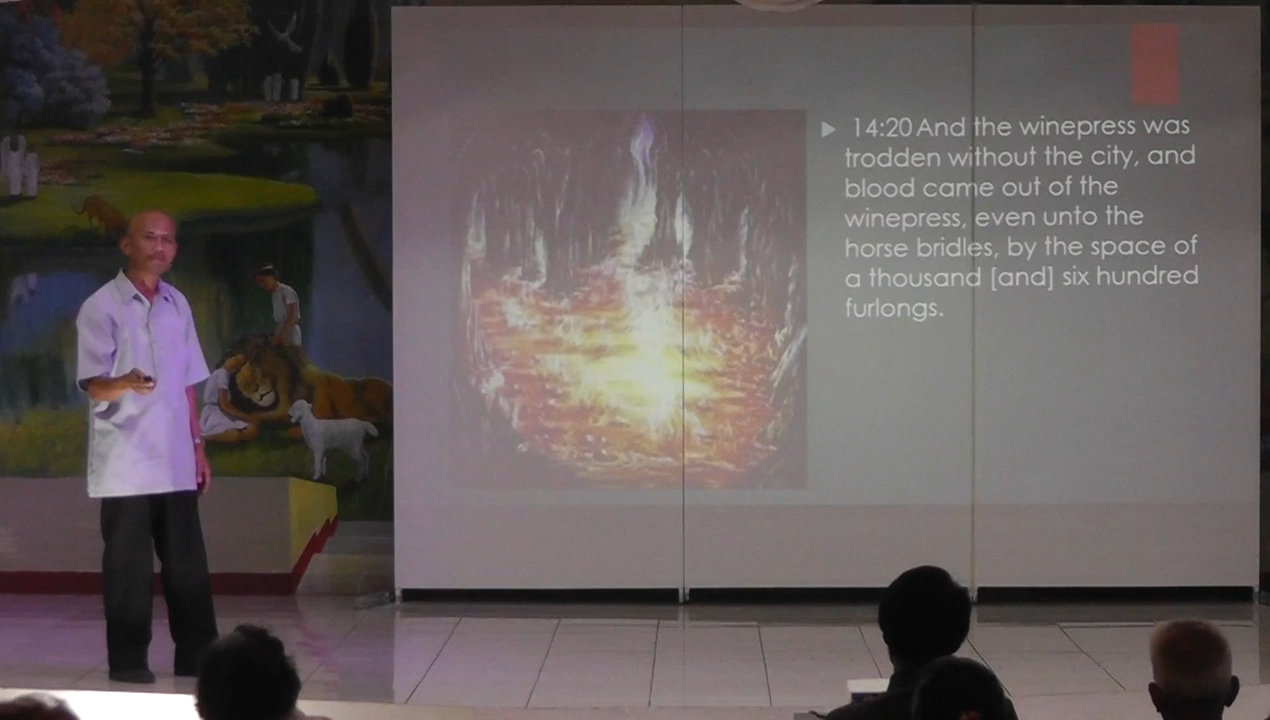 14:20 And the winepress was
trodden without the city, and
blood came out of the
winepress, even unto the
horse bridles, by the space of
a thousand [and] six hundred
furlongs.